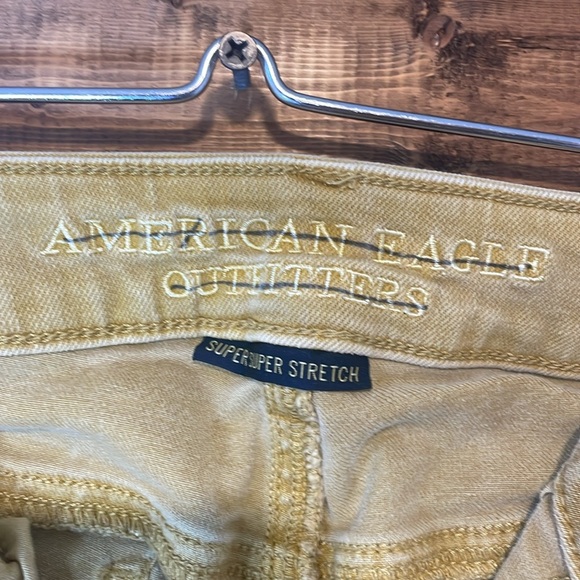 AMERICAN EAGLE
OUTFITTERS
SUPER SUPER STRETCH